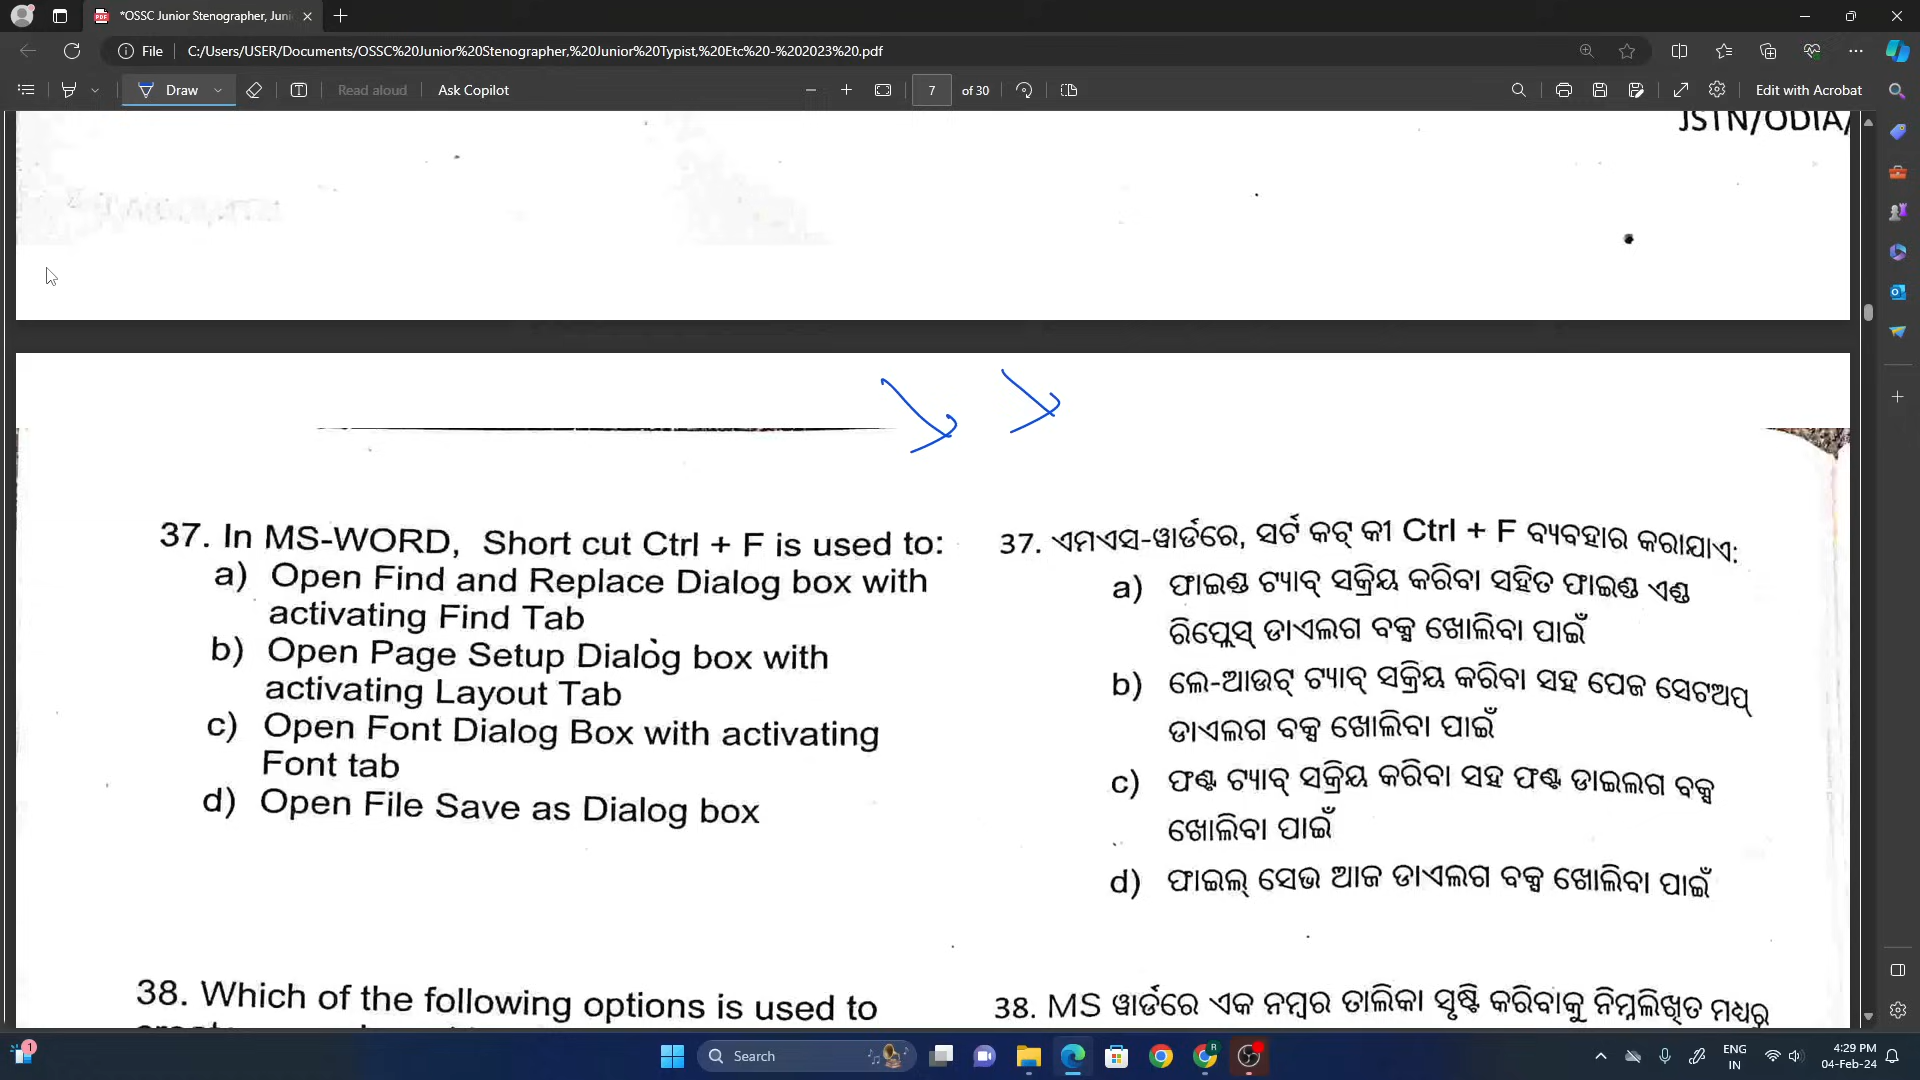 *OSSC Junior Stenographer, Juni
File
C:/Users/USER/Documents/OSSC%20Junior%20Stenographer,%20Junior%20Typist,%20Etc%20-%202023%20.pdf
Draw
Read aloud
Ask Copilot
7
of 30
Edit with Acrobat
JSTN/ODIA/
37. In MS-WORD, Short cut Ctrl + F is used to:
a) Open Find and Replace Dialog box with
activating Find Tab
b) Open Page Setup Dialog box with
activating Layout Tab
c) Open Font Dialog Box with activating
Font tab
d) Open File Save as Dialog box
38. Which of the following options is used to
37. ଏମଏସ-ୱାର୍ଡରେ, ସର୍ଟ କଟ୍ କୀ Ctrl + F ବ୍ୟବହାର କରାଯାଏ:
a) ଫାଇଣ୍ଡ ଟ୍ୟାବ୍ ସକ୍ରିୟ କରିବା ସହିତ ଫାଇଣ୍ଡ ଏଣ୍ଡ
ରିପ୍ଲେସ୍ ଡାଏଲଗ ବକ୍ସ ଖୋଲିବା ପାଇଁ
b) ଲେ-ଆଉଟ୍ ଟ୍ୟାବ୍ ସକ୍ରିୟ କରିବା ସହ ପେଜ ସେଟଅପ୍
ଡାଏଲଗ ବକ୍ସ ଖୋଲିବା ପାଇଁ
c) ଫଣ୍ଟ ଟ୍ୟାବ୍ ସକ୍ରିୟ କରିବା ସହ ଫଣ୍ଟ ଡାଇଲଗ ବକ୍ସ
ଖୋଲିବା ପାଇଁ
d) ଫାଇଲ୍ ସେଭ ଆଜ ଡାଏଲଗ ବକ୍ସ ଖୋଲିବା ପାଇଁ
38. MS ୱାର୍ଡରେ ଏକ ନମ୍ବର ତାଲିକା ସୃଷ୍ଟି କରିବାକୁ ନିମ୍ନଲିଖିତ ମଧ୍ୟରୁ
1
Search
ENG
IN
4:29 PM
04-Feb-24